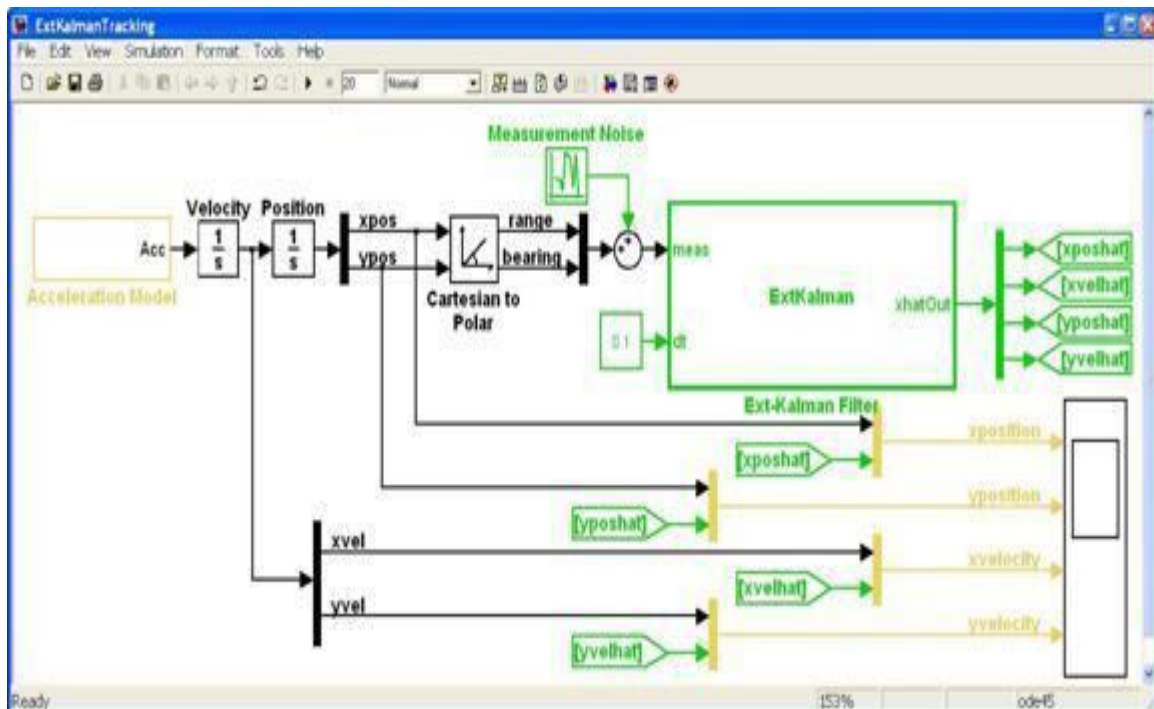 ExtKalmanTracking
File Edit View Simulation Format Tools Help
20 Normal
Measurement Noise
Velocity Position
xpos
range
1
s
1
s
Acc
ypos
bearing
meas
[xposhat]
Acceleration Model
Cartesian to
Polar
ExtKalman
xhatOut
[xvelhat]
0.1
dt
[yposhat]
[yvelhat]
Ext-Kalman Filter
xposition
[xposhat]
yposition
[yposhat]
xvel
xvelocity
[xvelhat]
yvel
yvelocity
[yvelhat]
Ready 153% ode45